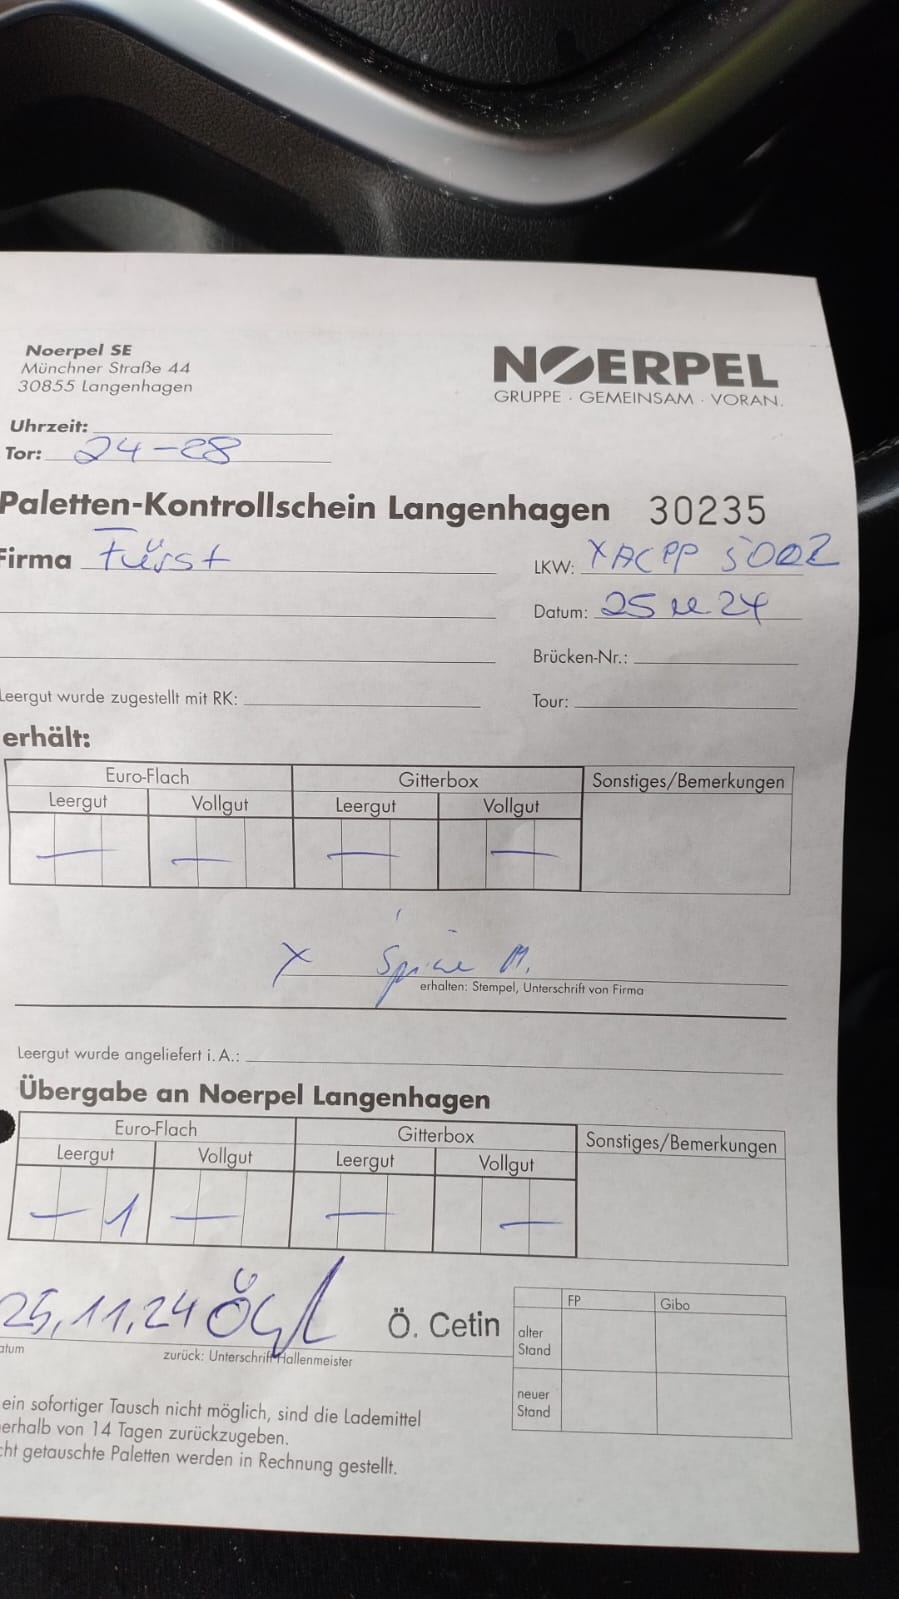 Noerpel SE
Münchner Straße 44
30855 Langenhagen
NOERPEL
GRUPPE · GEMEINSAM · VORAN.
Uhrzeit:
Tor: 24-28
Paletten-Kontrollschein Langenhagen 30235
Firma Fürst
LKW: 5002
Datum: 25 11 24
Brücken-Nr.:
Leergut wurde zugestellt mit RK:
Tour:
erhält:
Euro-Flach Gitterbox Sonstiges/Bemerkungen
Leergut Vollgut Leergut Vollgut
— — — —
X M.
erhalten: Stempel, Unterschrift von Firma
Leergut wurde angeliefert i. A.:
Übergabe an Noerpel Langenhagen
Euro-Flach Gitterbox Sonstiges/Bemerkungen
Leergut Vollgut Leergut Vollgut
— 1 — — —
25.11.24 Ö. Cetin
atum zurück: Unterschrift Hallenmeister
FP Gibo
alter
Stand
neuer
Stand
ein sofortiger Tausch nicht möglich, sind die Lademittel
erhalb von 14 Tagen zurückzugeben.
cht getauschte Paletten werden in Rechnung gestellt.